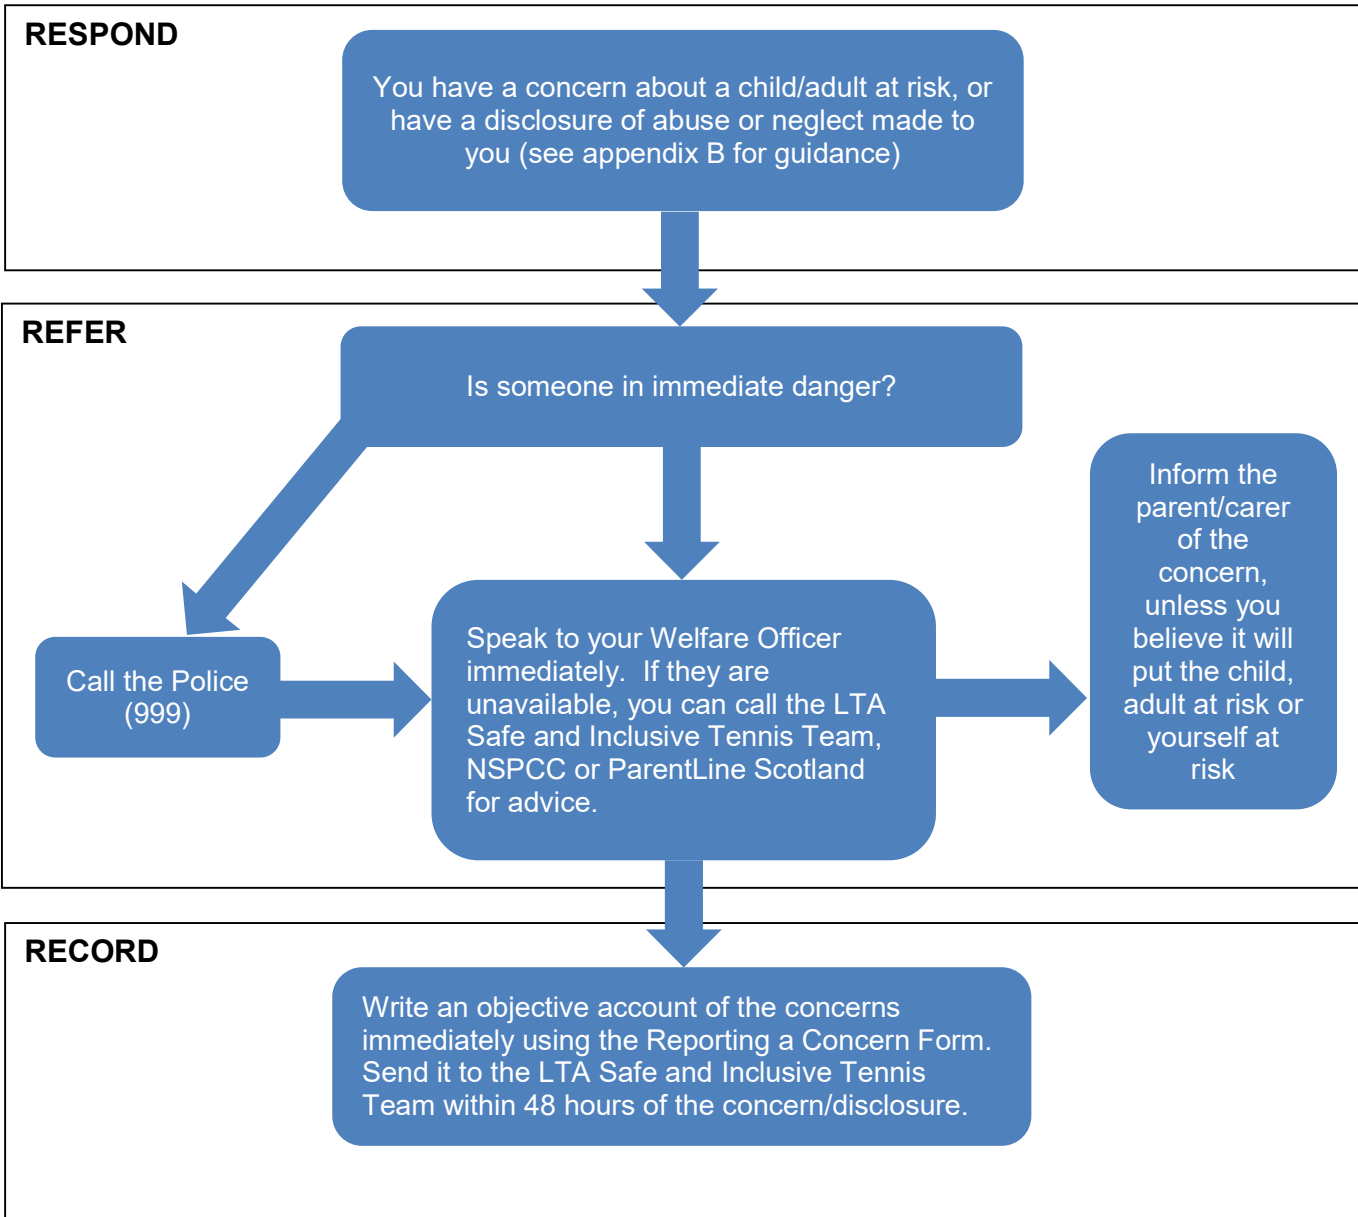 RESPOND
You have a concern about a child/adult at risk, or
have a disclosure of abuse or neglect made to
you (see appendix B for guidance)
REFER
Is someone in immediate danger?
Call the Police
(999)
Speak to your Welfare Officer
immediately.  If they are
unavailable, you can call the LTA
Safe and Inclusive Tennis Team,
NSPCC or ParentLine Scotland
for advice.
Inform the
parent/carer
of the
concern,
unless you
believe it will
put the child,
adult at risk or
yourself at
risk
RECORD
Write an objective account of the concerns
immediately using the Reporting a Concern Form.
Send it to the LTA Safe and Inclusive Tennis
Team within 48 hours of the concern/disclosure.